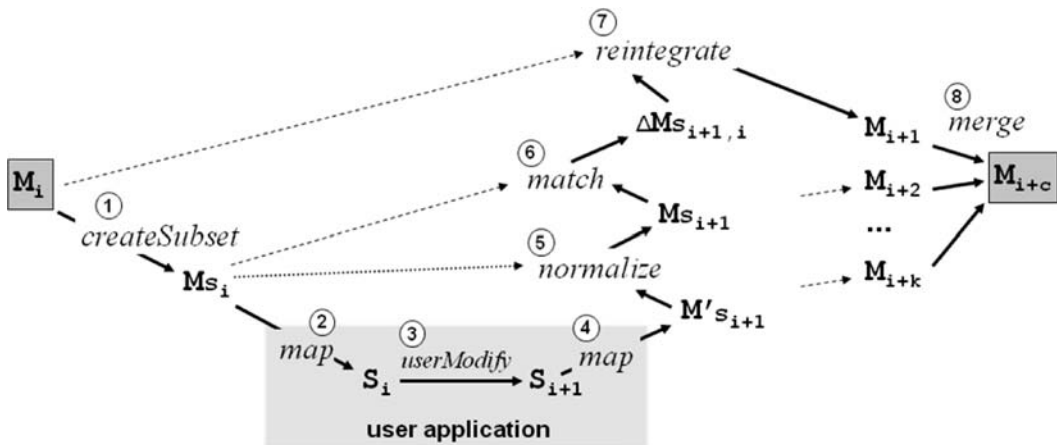 7
reintegrate
ΔMs i+1,i
8
merge
M i+1
6
match
M i
M i+2
M i+c
1
createSubset
Ms i+1
...
5
normalize
Ms i
M i+k
M's i+1
2
map
3
userModify
4
map
S i
S i+1
user application